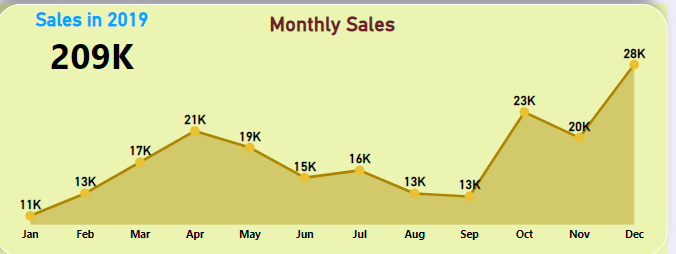 Sales in 2019
209K
Monthly Sales
11K
13K
17K
21K
19K
15K
16K
13K
13K
23K
20K
28K
Jan Feb Mar Apr May Jun Jul Aug Sep Oct Nov Dec